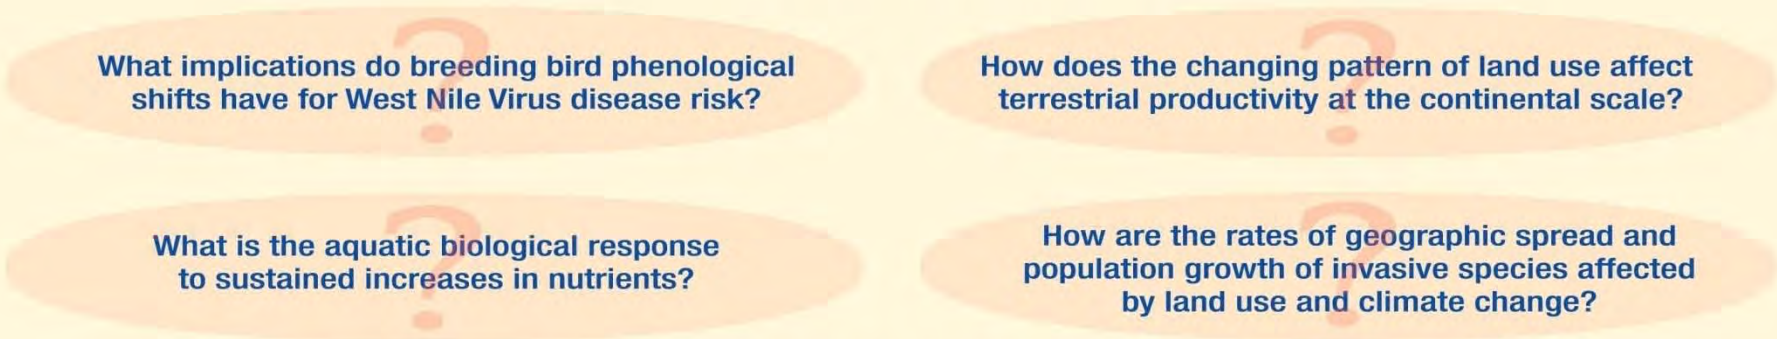 What implications do breeding bird phenological
shifts have for West Nile Virus disease risk?
How does the changing pattern of land use affect
terrestrial productivity at the continental scale?
What is the aquatic biological response
to sustained increases in nutrients?
How are the rates of geographic spread and
population growth of invasive species affected
by land use and climate change?